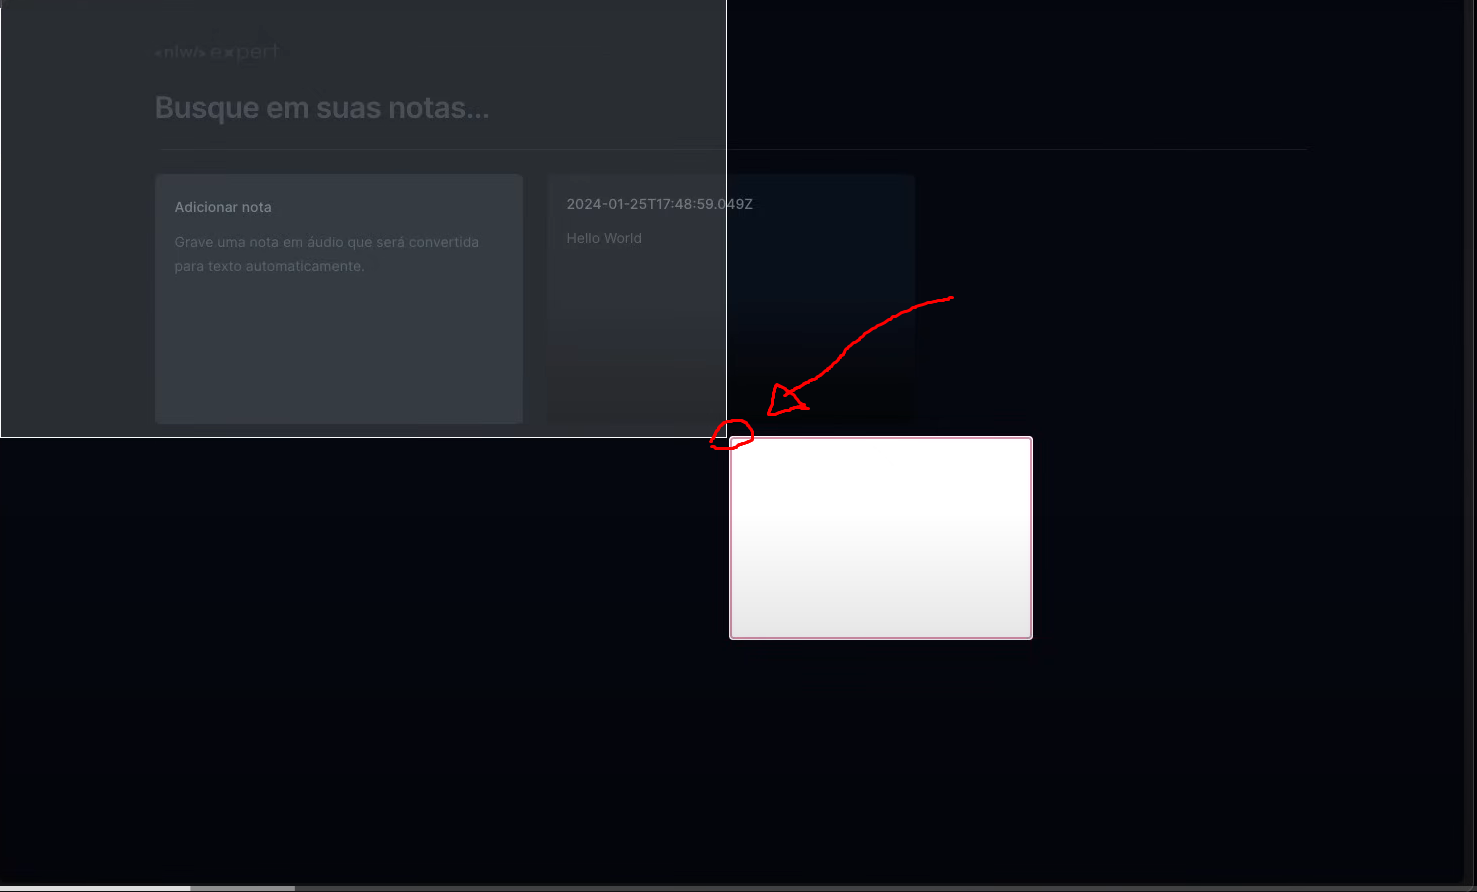 <nlw/> expert
Busque em suas notas...
Adicionar nota
Grave uma nota em áudio que será convertida
para texto automaticamente.
2024-01-25T17:48:59.049Z
Hello World